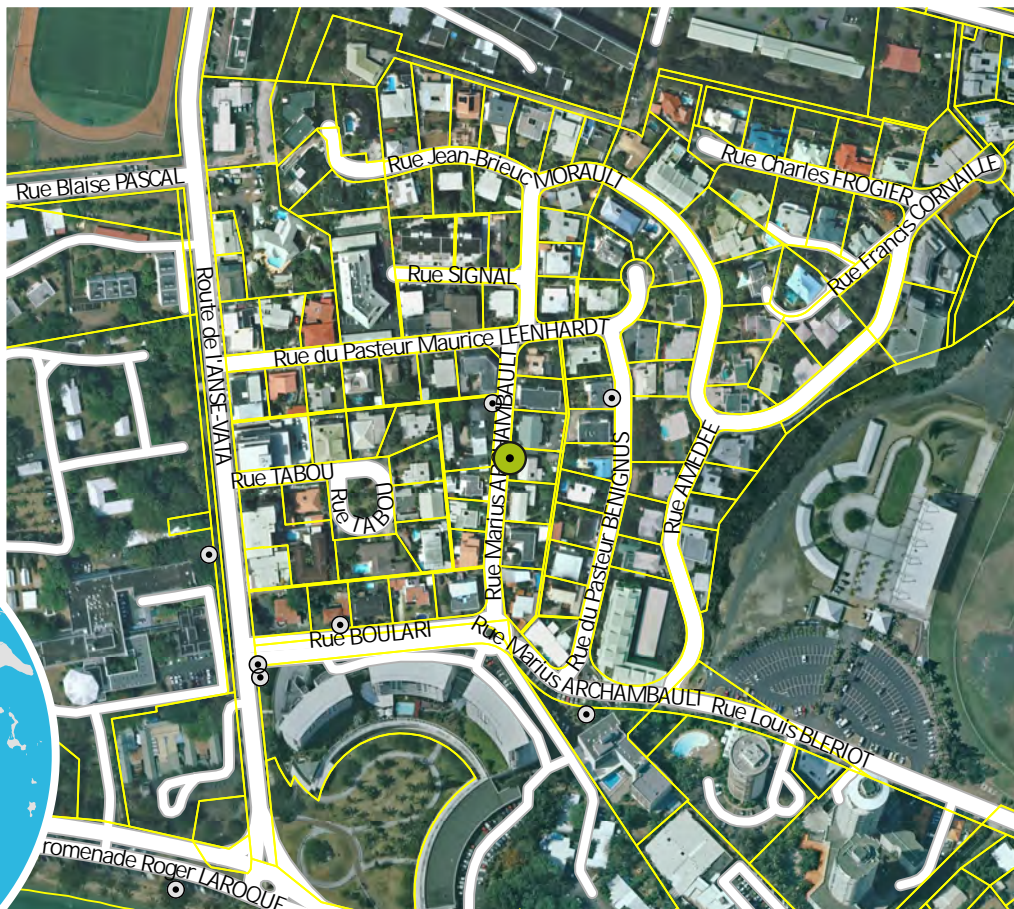 Rue Jean-Brieuc MORAULT
Rue Charles FROGIER
Rue Blaise PASCAL
Rue Francis CORNAILLE
Route de l'ANSE-VATA
Rue SIGNAL
Rue du Pasteur Maurice LEENHARDT
Rue Marius ARCHAMBAULT
Rue AMEDEE
Rue TABOU
Rue TABOU
Rue du Pasteur BENIGNUS
Rue BOULARI
Rue Marius ARCHAMBAULT
Rue Louis BLERIOT
romenade Roger LAROQUE